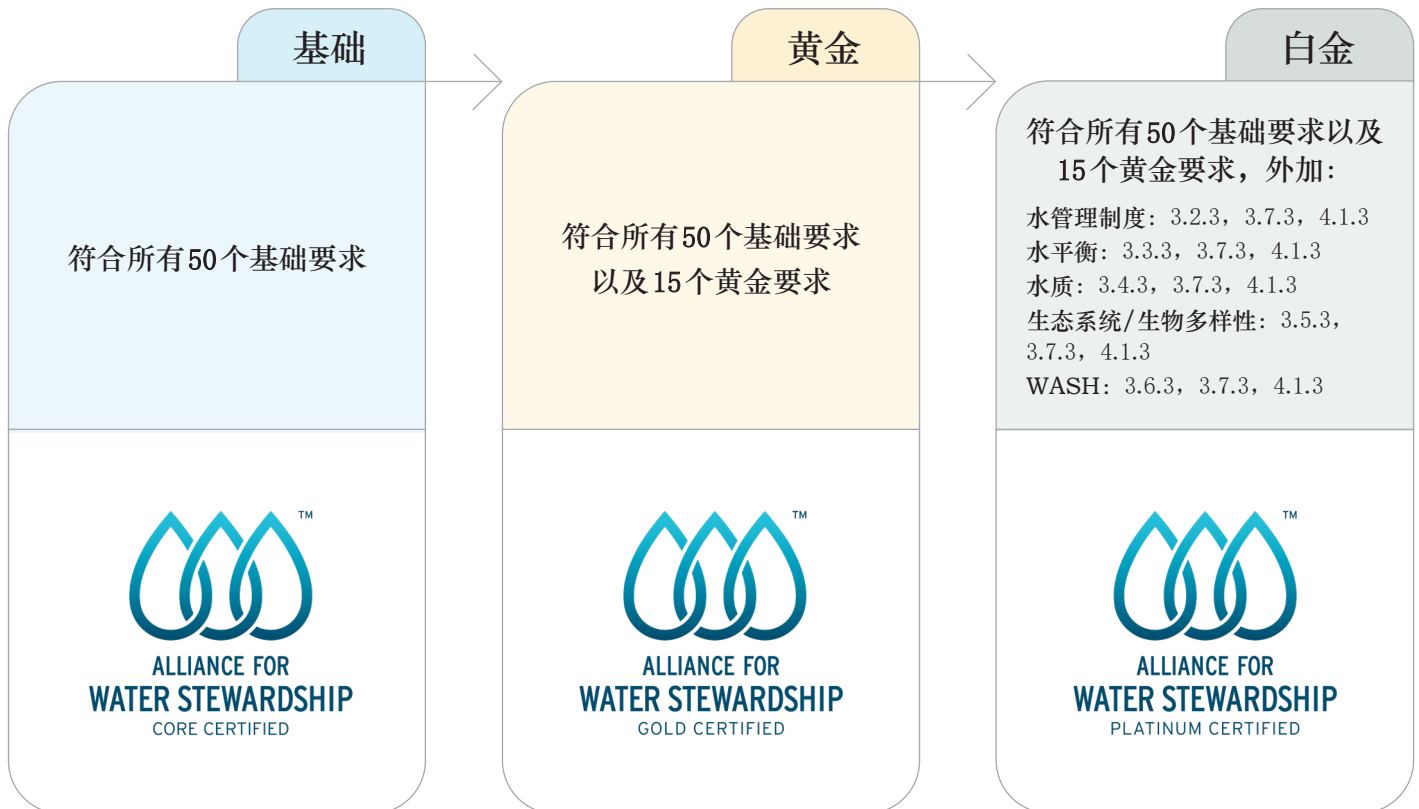 基础
符合所有50个基础要求
TM
ALLIANCE FOR
WATER STEWARDSHIP
CORE CERTIFIED
黄金
符合所有50个基础要求
以及15个黄金要求
TM
ALLIANCE FOR
WATER STEWARDSHIP
GOLD CERTIFIED
白金
符合所有50个基础要求以及
15个黄金要求，外加：
水管理制度：3.2.3，3.7.3，4.1.3
水平衡：3.3.3，3.7.3，4.1.3
水质：3.4.3，3.7.3，4.1.3
生态系统/生物多样性：3.5.3，
3.7.3，4.1.3
WASH：3.6.3，3.7.3，4.1.3
TM
ALLIANCE FOR
WATER STEWARDSHIP
PLATINUM CERTIFIED